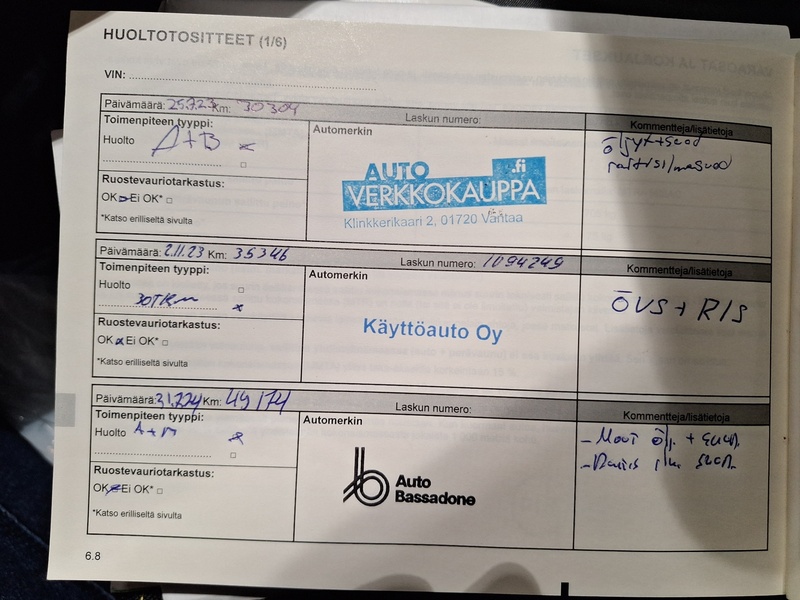 HUOLTOTOSITTEET (1/6)
VIN:
Päivämäärä: 25.7.23 Km: 30304 Laskun numero:
Kommentteja/lisätietoja
Toimenpiteen tyyppi:
Huolto A+B
Ruostevauriotarkastus:
OK Ei OK*
*Katso erilliseltä sivulta
Automerkin
AUTO .fi
VERKKOKAUPPA
Klinkkerikaari 2, 01720 Vantaa
öljyt+suod
Päivämäärä: 2.11.23 Km: 35346 Laskun numero: 1094249
Kommentteja/lisätietoja
Toimenpiteen tyyppi:
Huolto
30TKm
Ruostevauriotarkastus:
OK Ei OK*
*Katso erilliseltä sivulta
Automerkin
Käyttöauto Oy
ÖVS + R/S
Päivämäärä: 31.7.24 Km: 49174 Laskun numero:
Kommentteja/lisätietoja
Toimenpiteen tyyppi:
Huolto
Ruostevauriotarkastus:
OK Ei OK*
*Katso erilliseltä sivulta
Automerkin
Auto
Bassadone
6.8